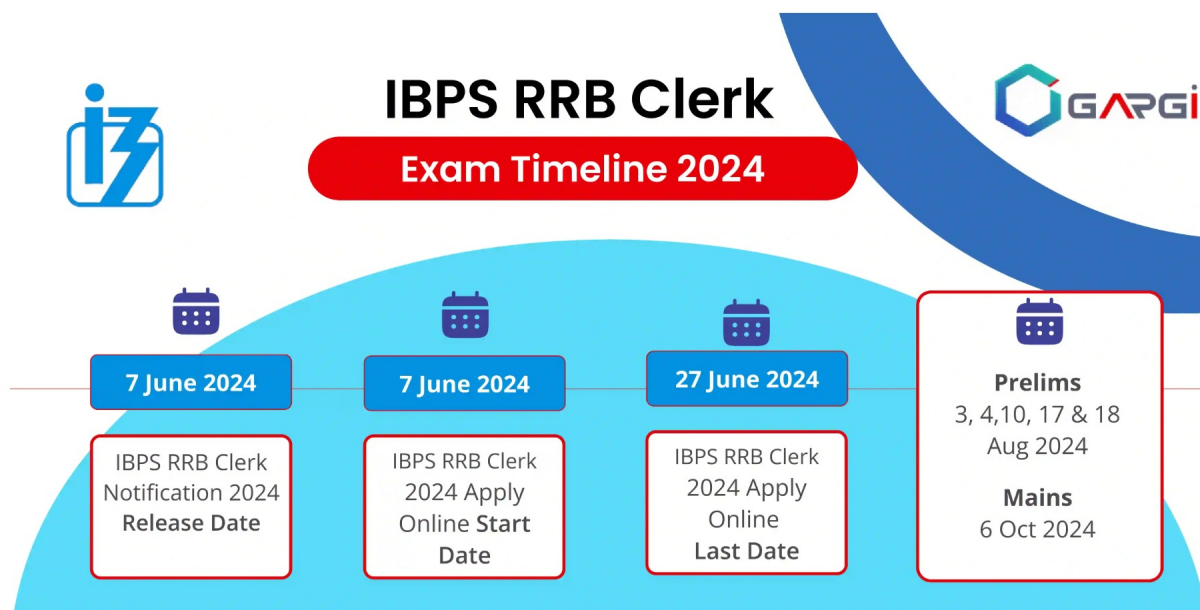 IBPS RRB Clerk
Exam Timeline 2024
GARGI
7 June 2024
IBPS RRB Clerk
Notification 2024
Release Date
7 June 2024
IBPS RRB Clerk
2024 Apply
Online Start
Date
27 June 2024
IBPS RRB Clerk
2024 Apply
Online
Last Date
Prelims
3, 4,10, 17 & 18
Aug 2024
Mains
6 Oct 2024